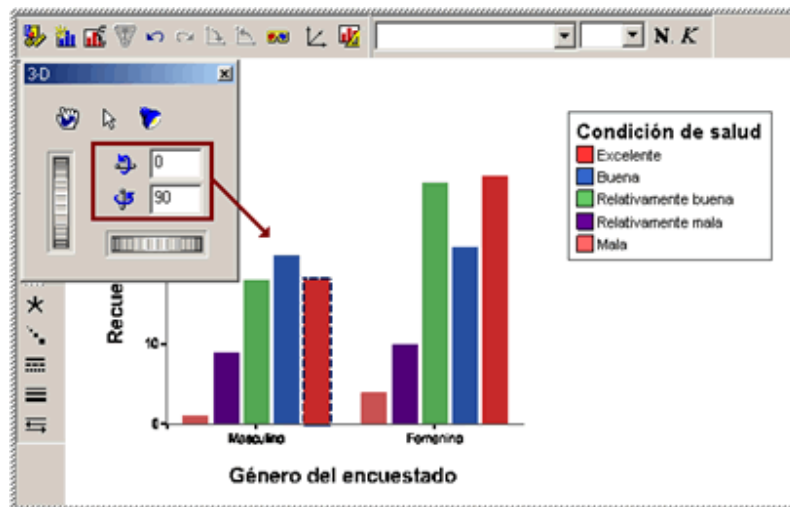 N. K
3-D
0
90
Condición de salud
Excelente
Buena
Relativamente buena
Relativamente mala
Mala
Recue
10
0
Masculino
Femenino
Género del encuestado